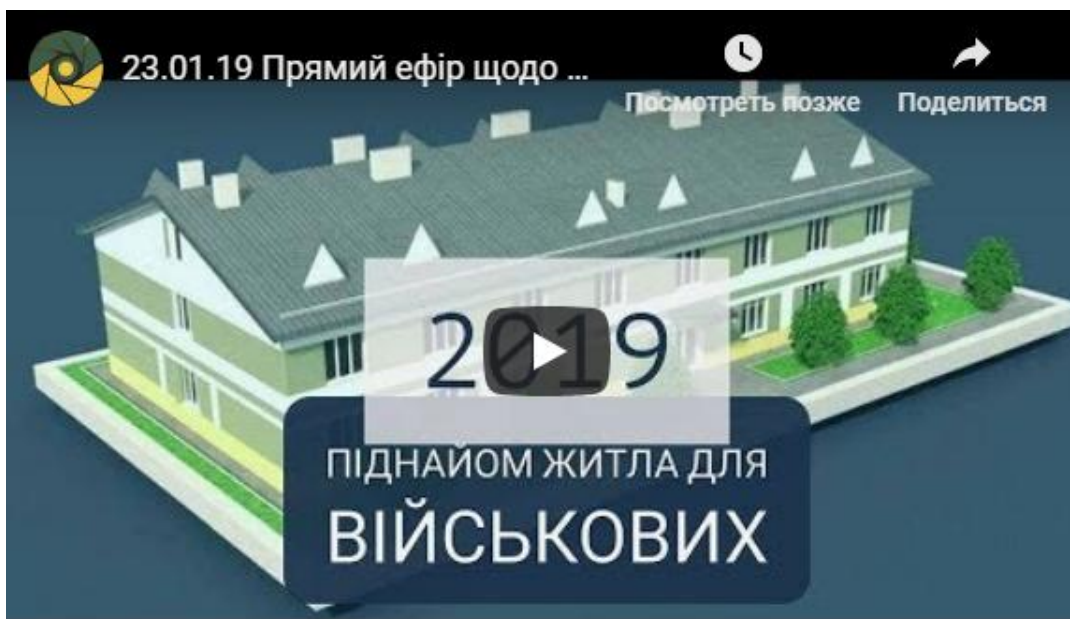 23.01.19 Прямий ефір щодо ...
Посмотреть позже
Поделиться
2019
ПІДНАЙОМ ЖИТЛА ДЛЯ
ВІЙСЬКОВИХ